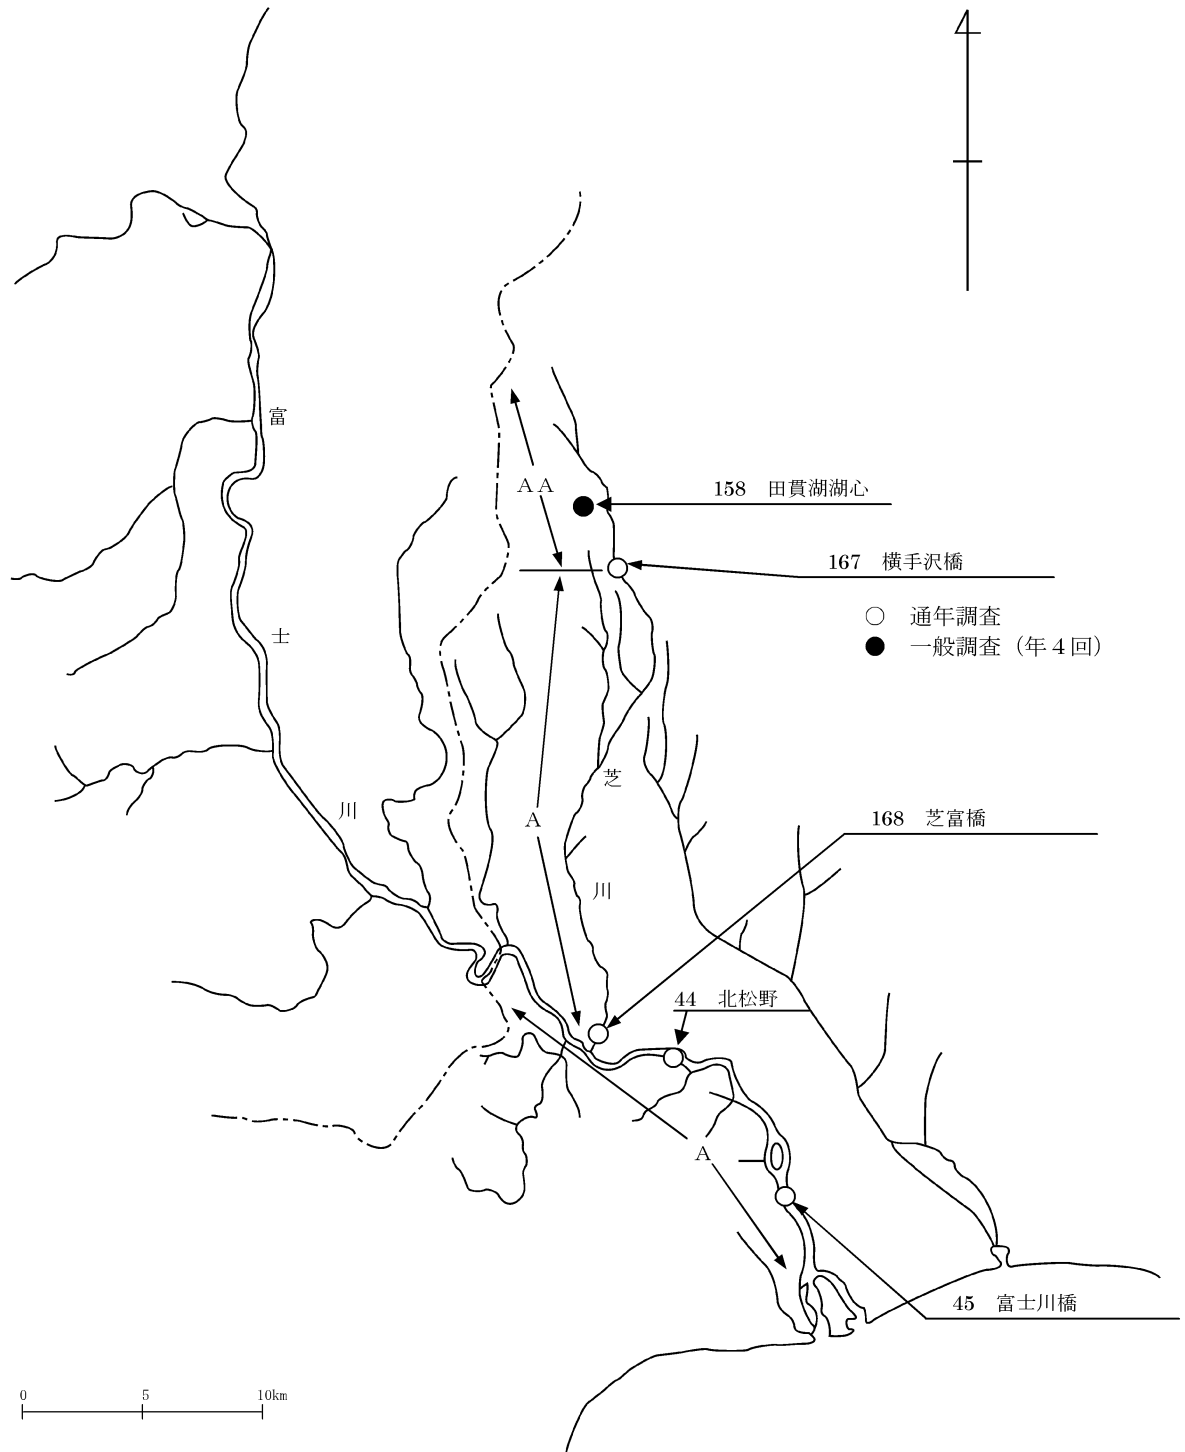 富
ＡＡ
158 田貫湖湖心
167 横手沢橋
○ 通年調査
● 一般調査（年４回）
士
芝
川
Ａ
168 芝富橋
川
44 北松野
Ａ
45 富士川橋
0 5 10km